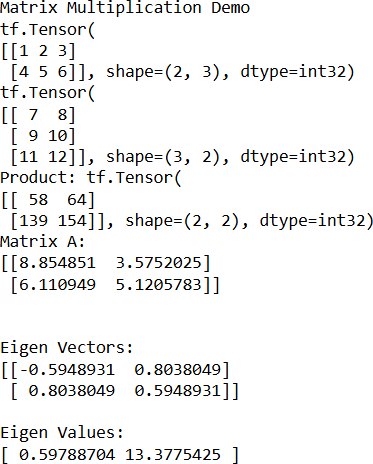 Matrix Multiplication Demo
tf.Tensor(
[[1 2 3]
 [4 5 6]], shape=(2, 3), dtype=int32)
tf.Tensor(
[[ 7  8]
 [ 9 10]
 [11 12]], shape=(3, 2), dtype=int32)
Product: tf.Tensor(
[[ 58  64]
 [139 154]], shape=(2, 2), dtype=int32)
Matrix A:
[[8.854851  3.5752025]
 [6.110949  5.1205783]]
Eigen Vectors:
[[-0.5948931  0.8038049]
 [ 0.8038049  0.5948931]]
Eigen Values:
[ 0.59788704 13.3775425 ]